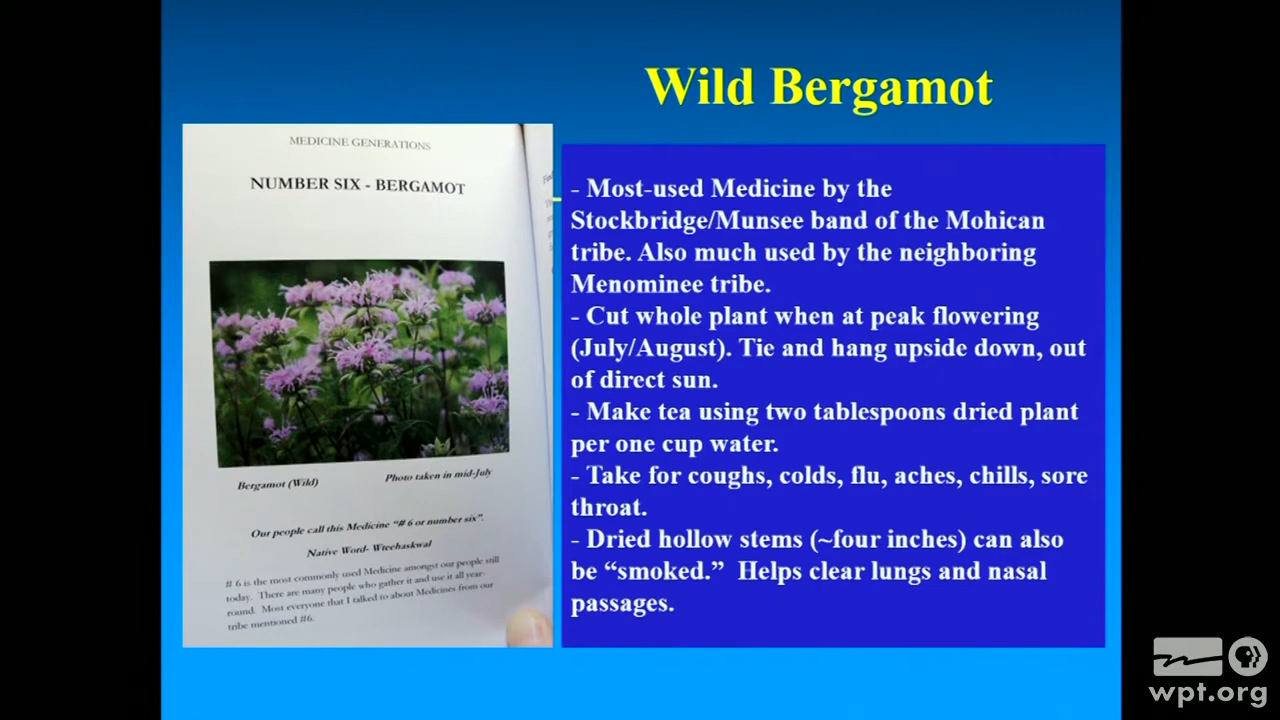 Wild Bergamot
MEDICINE GENERATIONS
NUMBER SIX - BERGAMOT
Bergamot (Wild)
Photo taken in mid-July
Our people call this Medicine "# 6 or number six".
Native Word- Wteehaskwal
# 6 is the most commonly used Medicine amongst our people still
today. There are many people who gather it and use it all year-
round. Most everyone that I talked to about Medicines from our
tribe mentioned #6.
- Most-used Medicine by the
Stockbridge/Munsee band of the Mohican
tribe. Also much used by the neighboring
Menominee tribe.
- Cut whole plant when at peak flowering
(July/August). Tie and hang upside down, out
of direct sun.
- Make tea using two tablespoons dried plant
per one cup water.
- Take for coughs, colds, flu, aches, chills, sore
throat.
- Dried hollow stems (~four inches) can also
be “smoked.” Helps clear lungs and nasal
passages.
wpt.org